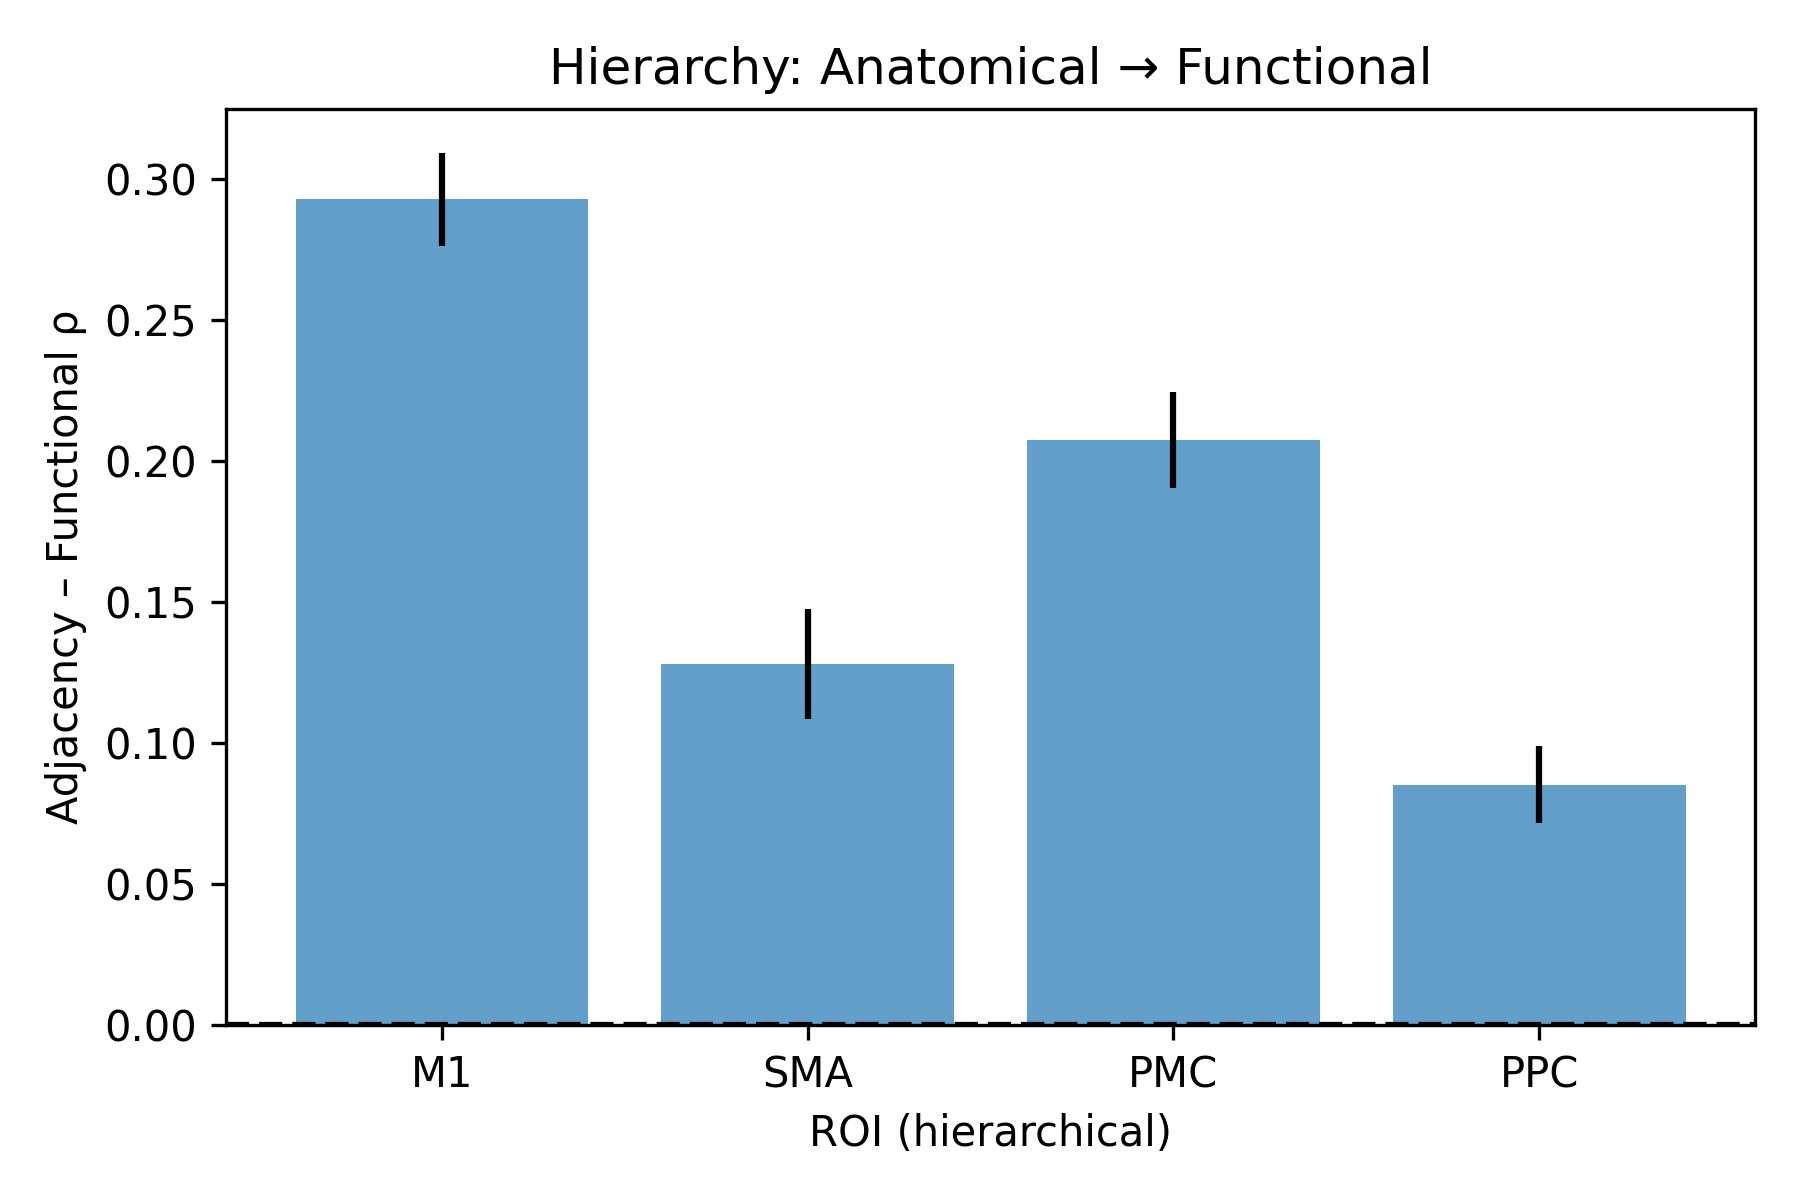 Hierarchy: Anatomical → Functional
Adjacency – Functional ρ
0.30
0.25
0.20
0.15
0.10
0.05
0.00
M1 SMA PMC PPC
ROI (hierarchical)